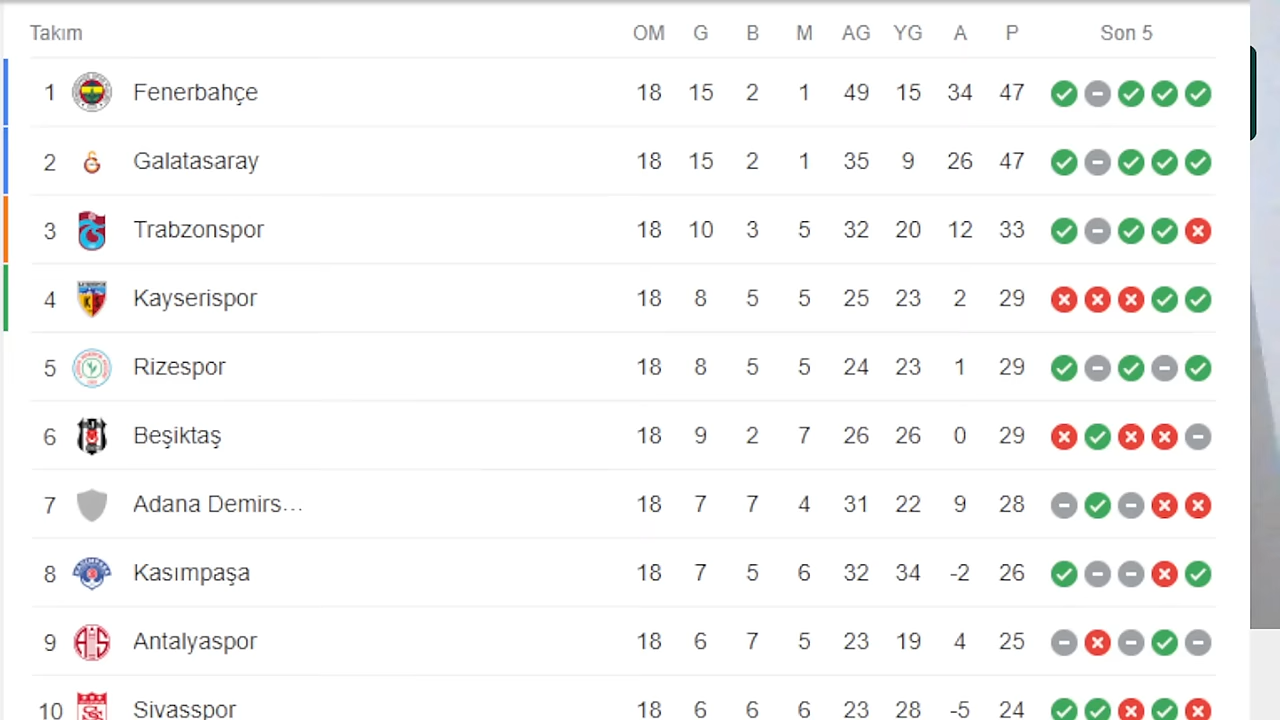 Takım OM G B M AG YG A P Son 5
1 Fenerbahçe 18 15 2 1 49 15 34 47
2 Galatasaray 18 15 2 1 35 9 26 47
3 Trabzonspor 18 10 3 5 32 20 12 33
4 Kayserispor 18 8 5 5 25 23 2 29
5 Rizespor 18 8 5 5 24 23 1 29
6 Beşiktaş 18 9 2 7 26 26 0 29
7 Adana Demirs... 18 7 7 4 31 22 9 28
8 Kasımpaşa 18 7 5 6 32 34 -2 26
9 Antalyaspor 18 6 7 5 23 19 4 25
10 Sivasspor 18 6 6 6 23 28 -5 24